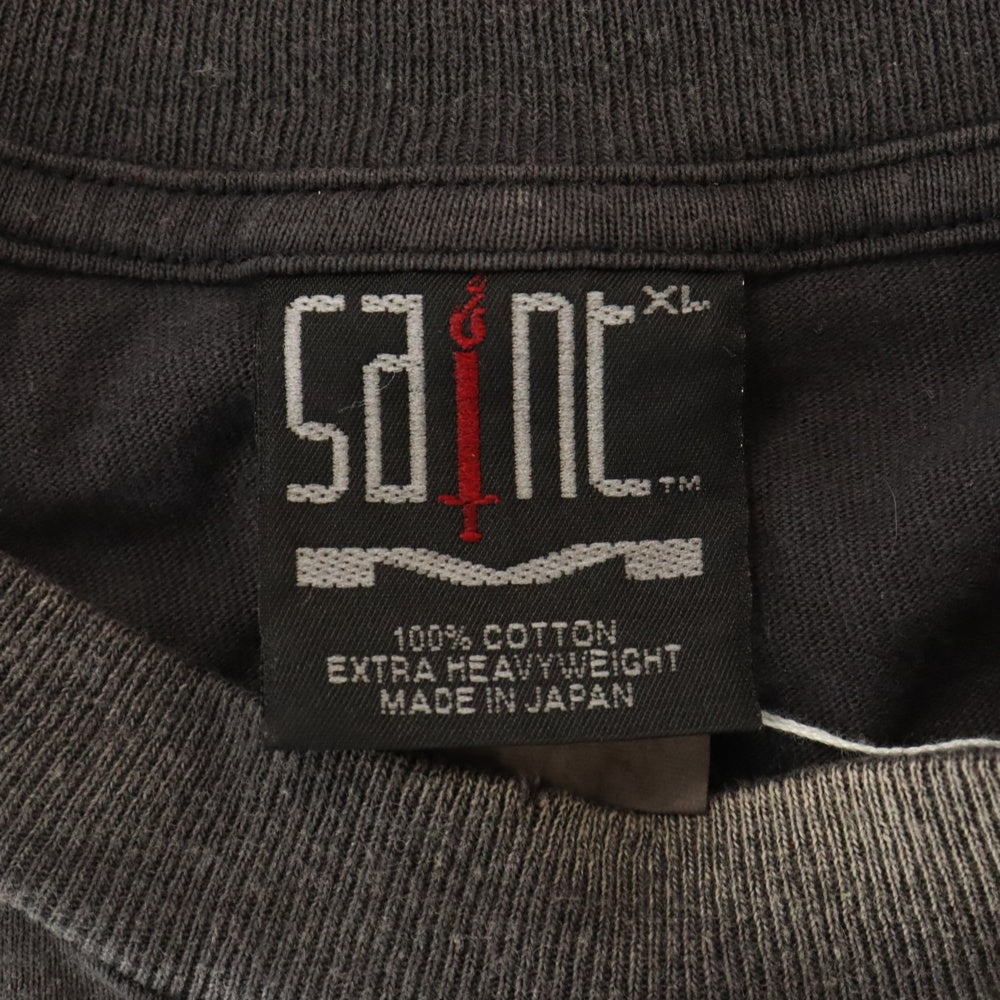 saint XL
TM
100% COTTON
EXTRA HEAVYWEIGHT
MADE IN JAPAN